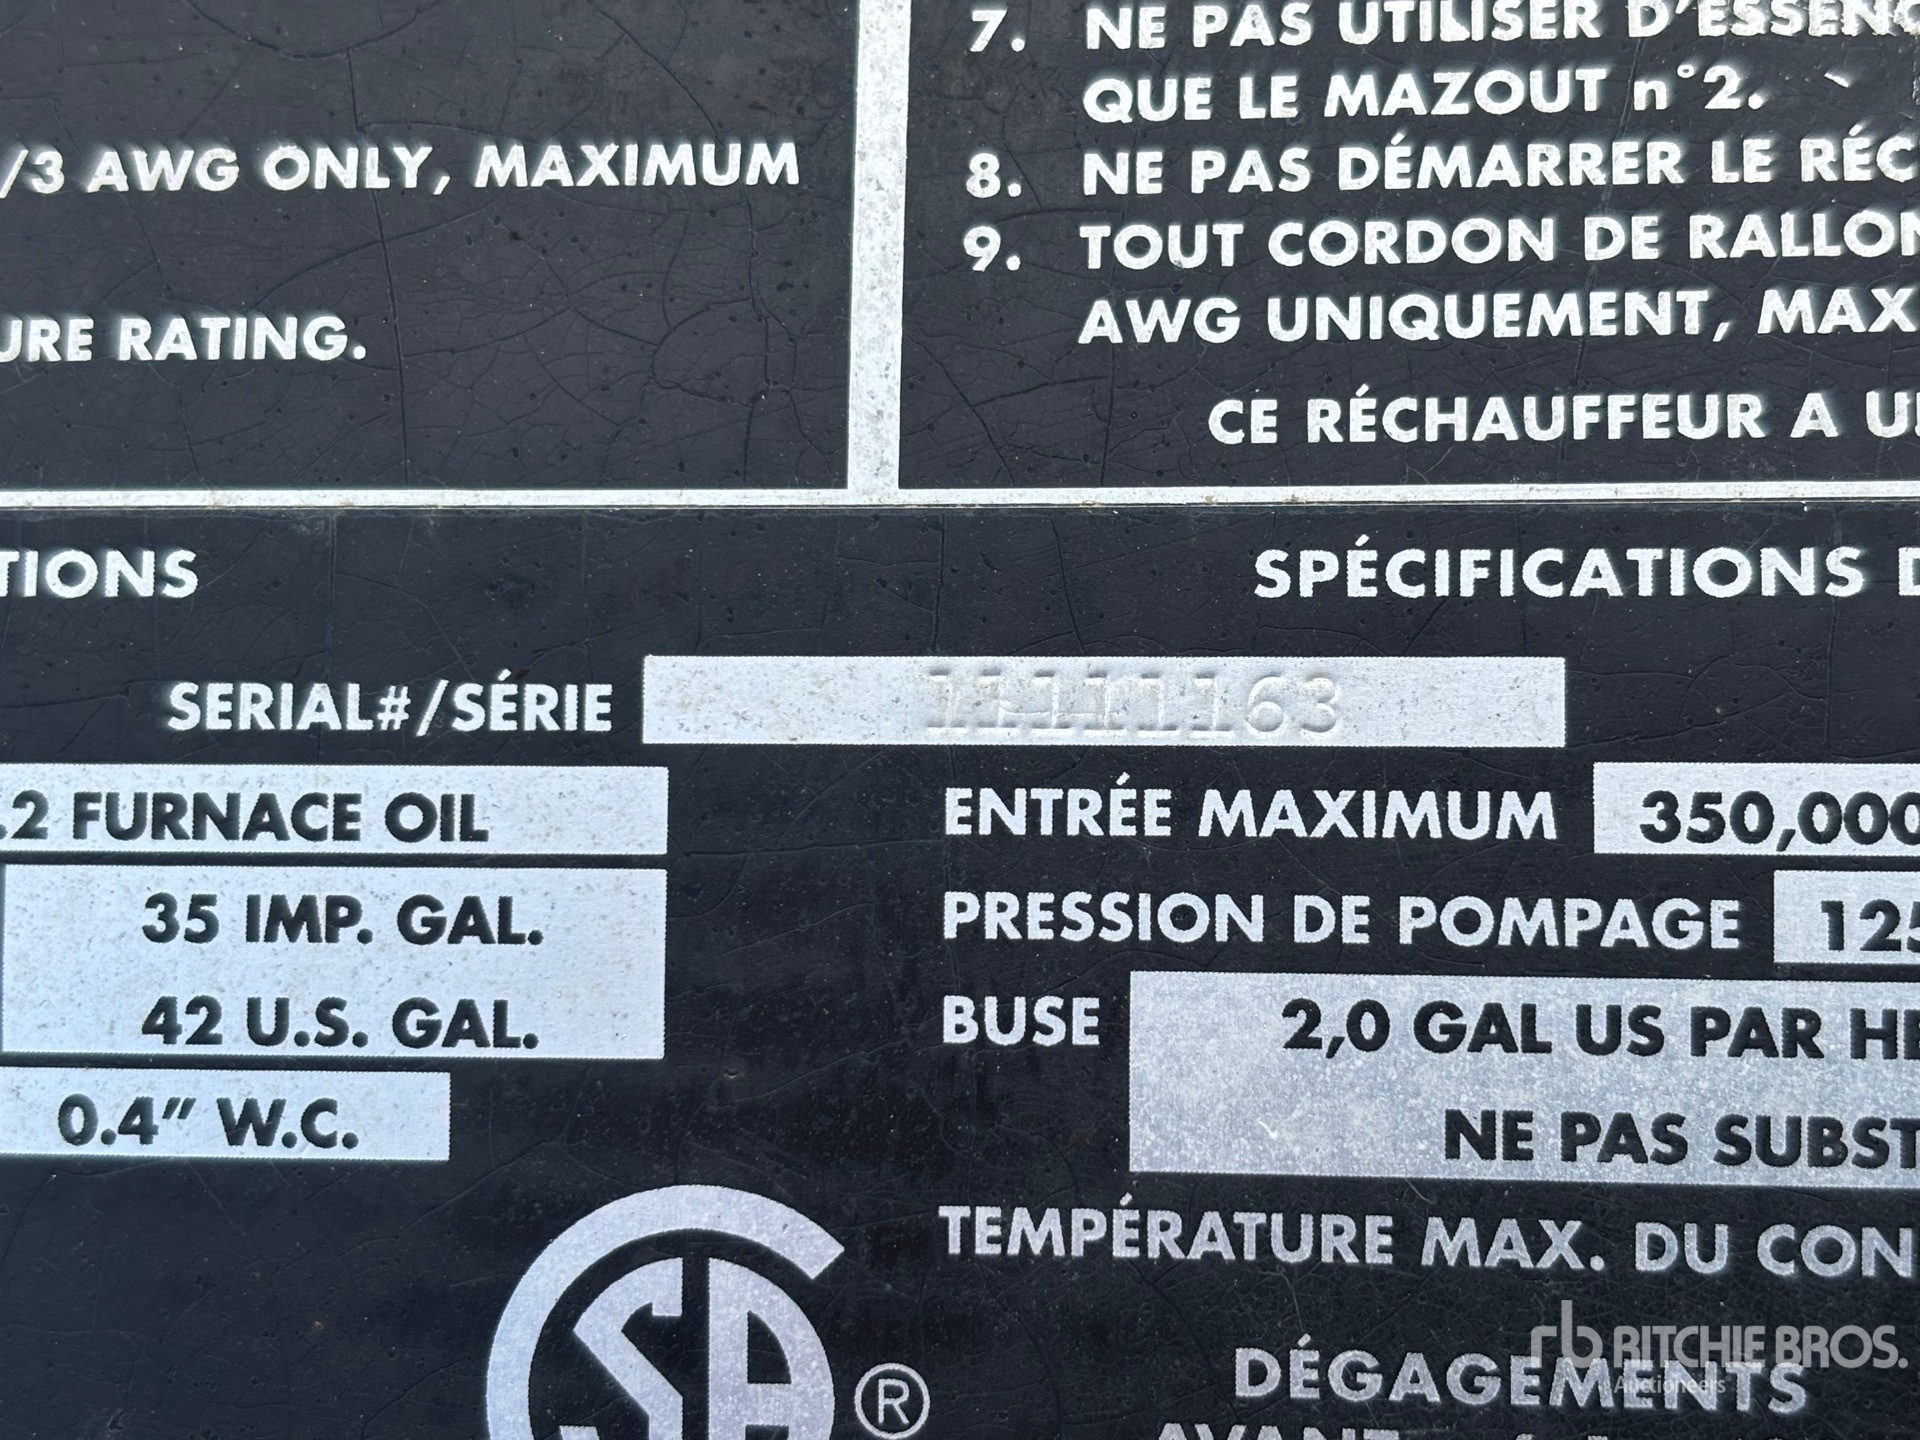 /3 AWG ONLY, MAXIMUM
URE RATING.
7. NE PAS UTILISER D'ESSENC
QUE LE MAZOUT n°2.
8. NE PAS DÉMARRER LE RÉC
9. TOUT CORDON DE RALLON
AWG UNIQUEMENT, MAX
CE RÉCHAUFFEUR A U
TIONS
SPÉCIFICATIONS D
SERIAL#/SÉRIE 11111163
.2 FURNACE OIL
35 IMP. GAL.
42 U.S. GAL.
0.4" W.C.
ENTRÉE MAXIMUM 350,000
PRESSION DE POMPAGE 125
BUSE 2,0 GAL US PAR HE
NE PAS SUBST
TEMPÉRATURE MAX. DU CON
DÉGAGEMENTS
AVANT
SA ®
rb RITCHIE BROS.
Auctioneers